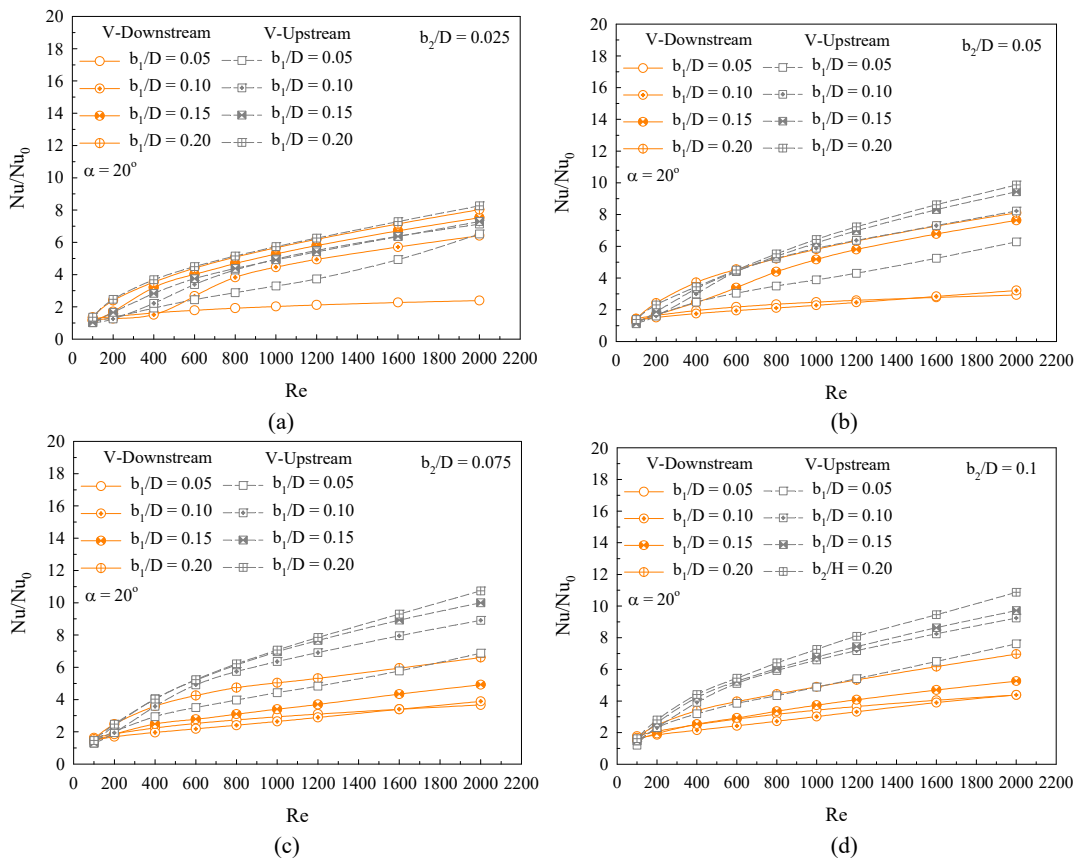 V-Downstream V-Upstream b2/D = 0.025
b1/D = 0.05 b1/D = 0.05
b1/D = 0.10 b1/D = 0.10
b1/D = 0.15 b1/D = 0.15
b1/D = 0.20 b1/D = 0.20
α = 20º
Nu/Nu0
20
18
16
14
12
10
8
6
4
2
0
0 200 400 600 800 1000 1200 1400 1600 1800 2000 2200
Re
(a)
V-Downstream V-Upstream b2/D = 0.05
b1/D = 0.05 b1/D = 0.05
b1/D = 0.10 b1/D = 0.10
b1/D = 0.15 b1/D = 0.15
b1/D = 0.20 b1/D = 0.20
α = 20º
Nu/Nu0
20
18
16
14
12
10
8
6
4
2
0
0 200 400 600 800 1000 1200 1400 1600 1800 2000 2200
Re
(b)
V-Downstream V-Upstream b2/D = 0.075
b1/D = 0.05 b1/D = 0.05
b1/D = 0.10 b1/D = 0.10
b1/D = 0.15 b1/D = 0.15
b1/D = 0.20 b1/D = 0.20
α = 20º
Nu/Nu0
20
18
16
14
12
10
8
6
4
2
0
0 200 400 600 800 1000 1200 1400 1600 1800 2000 2200
Re
(c)
V-Downstream V-Upstream b2/D = 0.1
b1/D = 0.05 b1/D = 0.05
b1/D = 0.10 b1/D = 0.10
b1/D = 0.15 b1/D = 0.15
b1/D = 0.20 b2/H = 0.20
α = 20º
Nu/Nu0
20
18
16
14
12
10
8
6
4
2
0
0 200 400 600 800 1000 1200 1400 1600 1800 2000 2200
Re
(d)